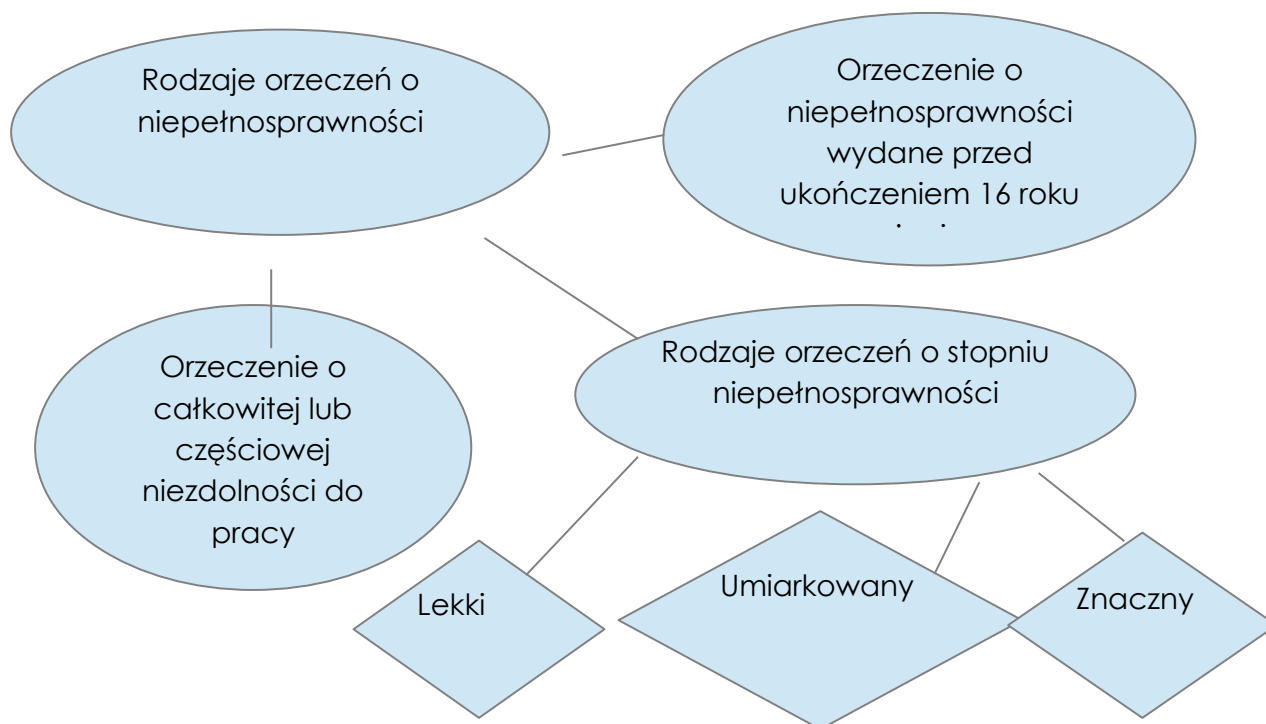 Rodzaje orzeczeń o
niepełnosprawności
Orzeczenie o
niepełnosprawności
wydane przed
ukończeniem 16 roku
Orzeczenie o
całkowitej lub
częściowej
niezdolności do
pracy
Rodzaje orzeczeń o stopniu
niepełnosprawności
Lekki
Umiarkowany
Znaczny